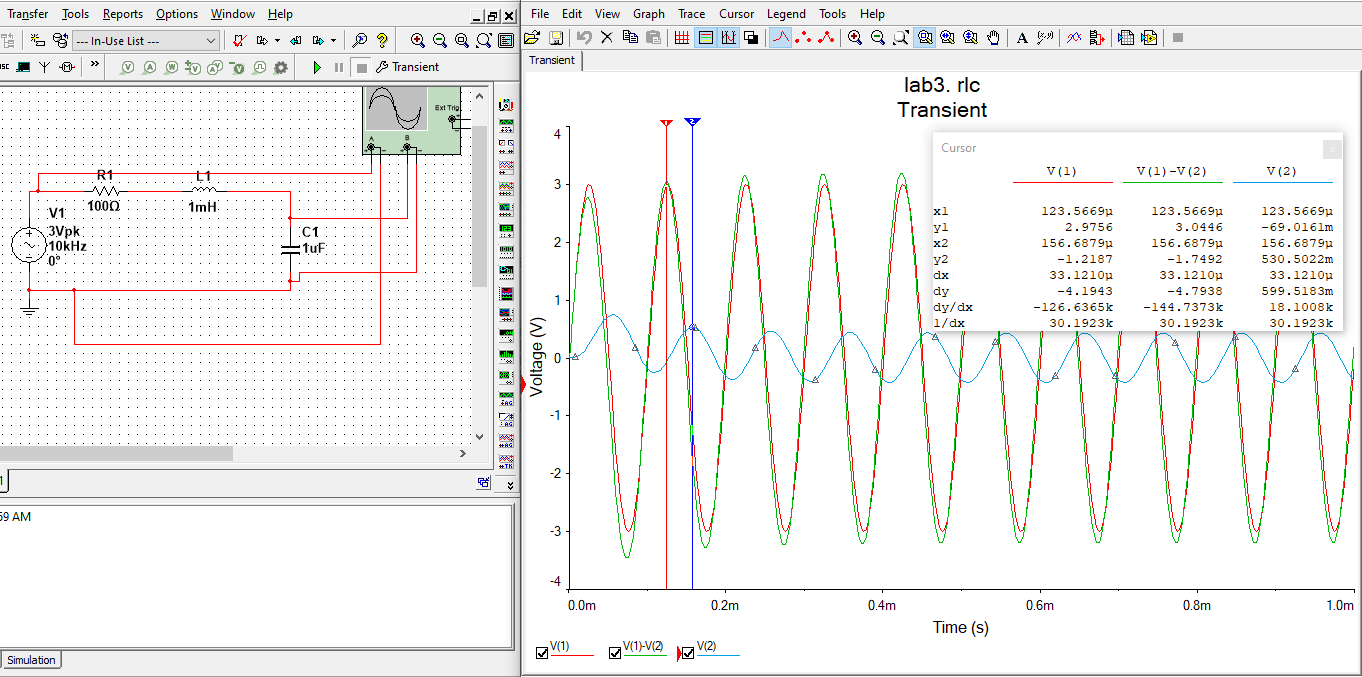 Transfer Tools Reports Options Window Help
--- In-Use List ---
Transient
Ext Trig
A B
R1
100Ω
L1
1mH
V1
3Vpk
10kHz
0°
C1
1uF
59 AM
Simulation
File Edit View Graph Trace Cursor Legend Tools Help
Transient
lab3. rlc
Transient
1 2
Cursor
V(1) V(1)-V(2) V(2)
x1 123.5669µ 123.5669µ 123.5669µ
y1 2.9756 3.0446 -69.0161m
x2 156.6879µ 156.6879µ 156.6879µ
y2 -1.2187 -1.7492 530.5022m
dx 33.1210µ 33.1210µ 33.1210µ
dy -4.1943 -4.7938 599.5183m
dy/dx -126.6365k -144.7373k 18.1008k
1/dx 30.1923k 30.1923k 30.1923k
Voltage (V)
4
3
2
1
0
-1
-2
-3
-4
0.0m 0.2m 0.4m 0.6m 0.8m 1.0m
Time (s)
V(1) V(1)-V(2) V(2)